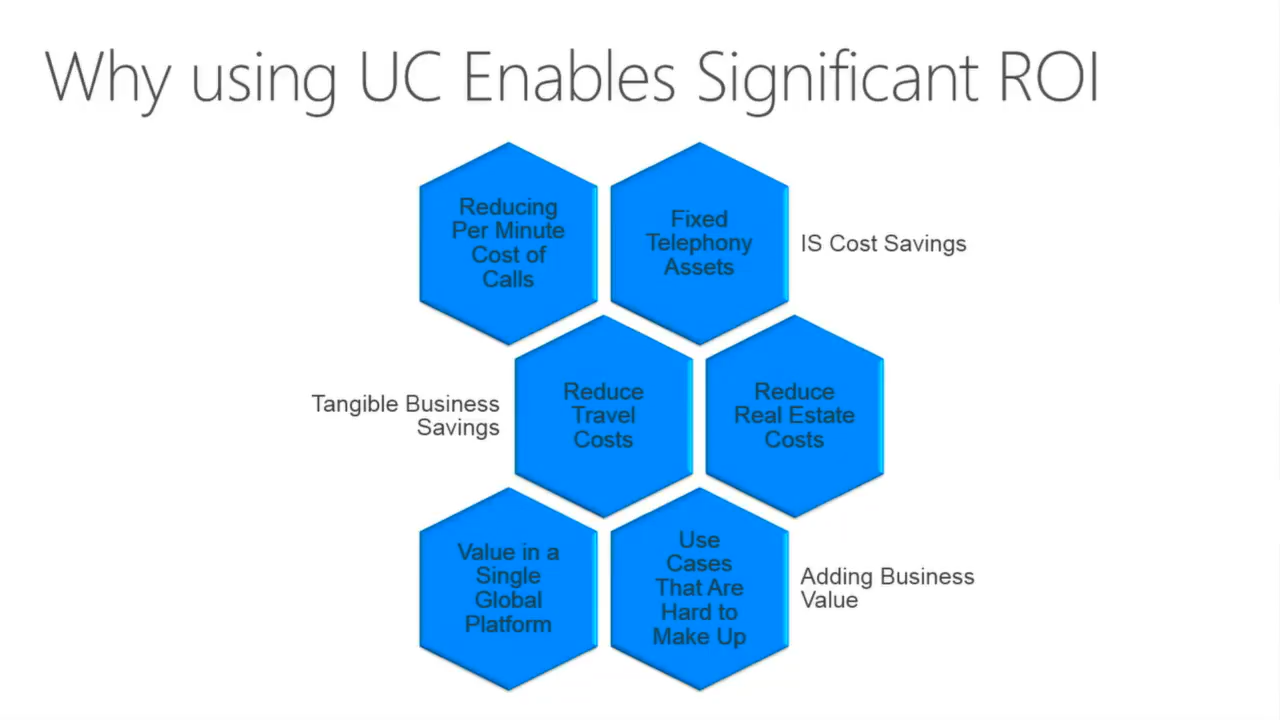 Why using UC Enables Significant ROI
Reducing
Per Minute
Cost of
Calls
Fixed
Telephony
Assets
IS Cost Savings
Tangible Business
Savings
Reduce
Travel
Costs
Reduce
Real Estate
Costs
Value in a
Single
Global
Platform
Use
Cases
That Are
Hard to
Make Up
Adding Business
Value